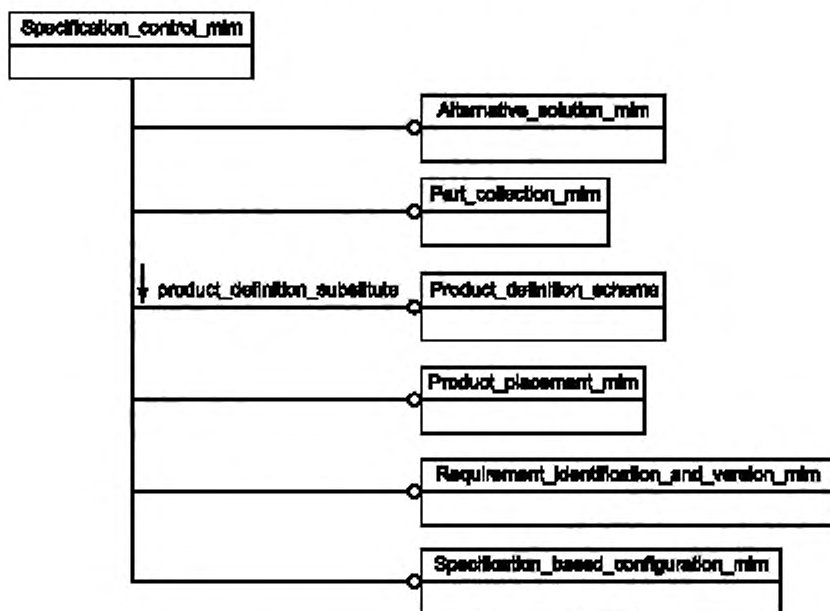 Specification_control_mim
Alternative_solution_mim
Part_collection_mim
product_definition_substitute
Product_definition_schema
Product_placement_mim
Requirement_identification_and_version_mim
Specification_based_configuration_mim